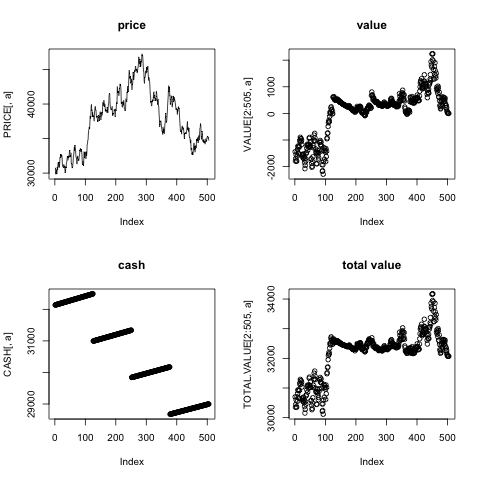 price
PRICE[, a]
30000
40000
0
100
200
300
400
500
Index
value
VALUE[2:505, a]
-2000
0
1000
0
100
200
300
400
500
Index
cash
CASH[, a]
29000
31000
0
100
200
300
400
500
Index
total value
TOTAL.VALUE[2:505, a]
30000
32000
34000
0
100
200
300
400
500
Index